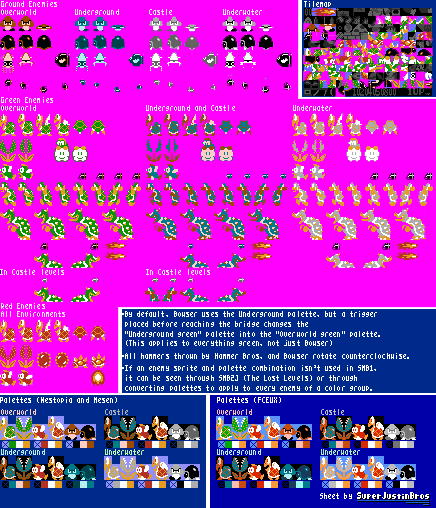 Ground Enemies
Overworld Underground Castle Underwater
Tilemap
Green Enemies
Overworld Underground and Castle Underwater
In Castle levels In Castle levels
Red Enemies
All Environments
•By default, Bowser uses the Underground palette, but a trigger
placed before reaching the bridge changes the
"Underground green" palette into the "Overworld green" palette.
(This applies to everything green, not just Bowser)
•All hammers thrown by Hammer Bros. and Bowser rotate counterclockwise.
•If an enemy sprite and palette combination isn't used in SMB1,
it can be seen through SMB2J (The Lost Levels) or through
converting palettes to apply to every enemy of a color group.
Palettes (Nestopia and Mesen)
Overworld Castle
Underground Underwater
Palettes (FCEUX)
Overworld Castle
Underground Underwater
Sheet by SuperJustinBros